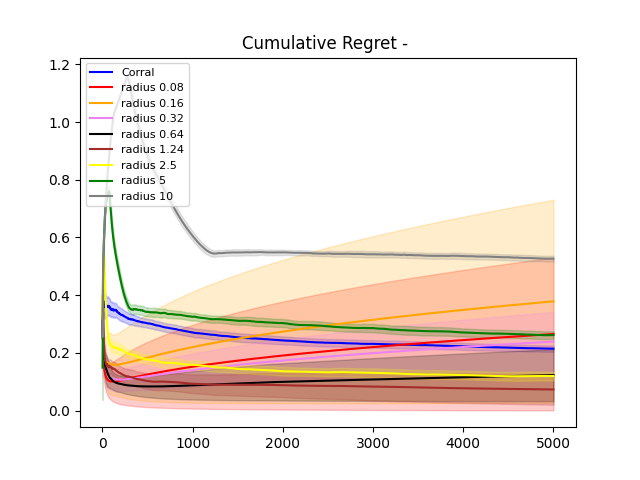 Cumulative Regret -
1.2
1.0
0.8
0.6
0.4
0.2
0.0
Corral
radius 0.08
radius 0.16
radius 0.32
radius 0.64
radius 1.24
radius 2.5
radius 5
radius 10
0 1000 2000 3000 4000 5000